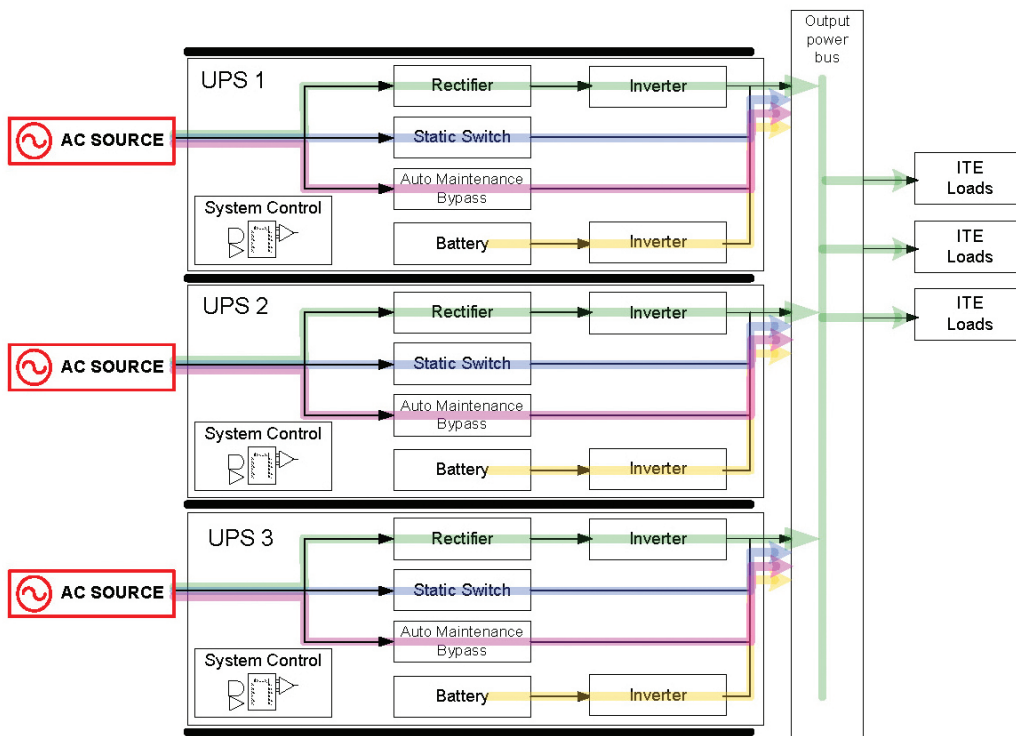 Output
power
bus
UPS 1
Rectifier
Inverter
AC SOURCE
Static Switch
Auto Maintenance
Bypass
System Control
Battery
Inverter
ITE
Loads
ITE
Loads
ITE
Loads
UPS 2
Rectifier
Inverter
AC SOURCE
Static Switch
Auto Maintenance
Bypass
System Control
Battery
Inverter
UPS 3
Rectifier
Inverter
AC SOURCE
Static Switch
Auto Maintenance
Bypass
System Control
Battery
Inverter